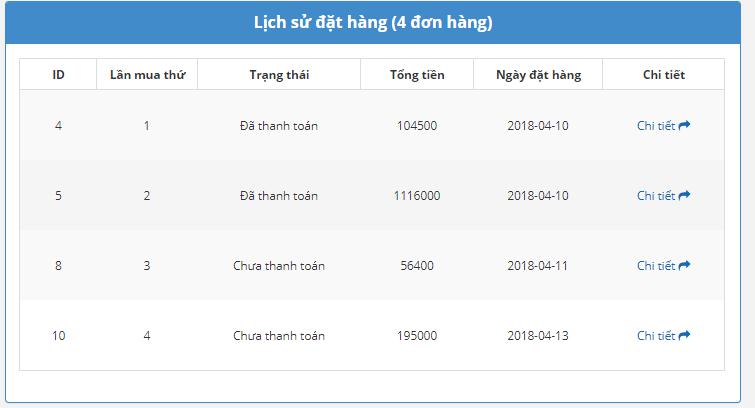 Lịch sử đặt hàng (4 đơn hàng)
ID Lần mua thứ Trạng thái Tổng tiền Ngày đặt hàng Chi tiết
4 1 Đã thanh toán 104500 2018-04-10 Chi tiết
5 2 Đã thanh toán 1116000 2018-04-10 Chi tiết
8 3 Chưa thanh toán 56400 2018-04-11 Chi tiết
10 4 Chưa thanh toán 195000 2018-04-13 Chi tiết